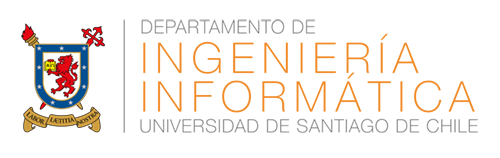 DEPARTAMENTO DE
INGENIERÍA
INFORMÁTICA
UNIVERSIDAD DE SANTIAGO DE CHILE
LABOR LÆTITIA NOSTRA